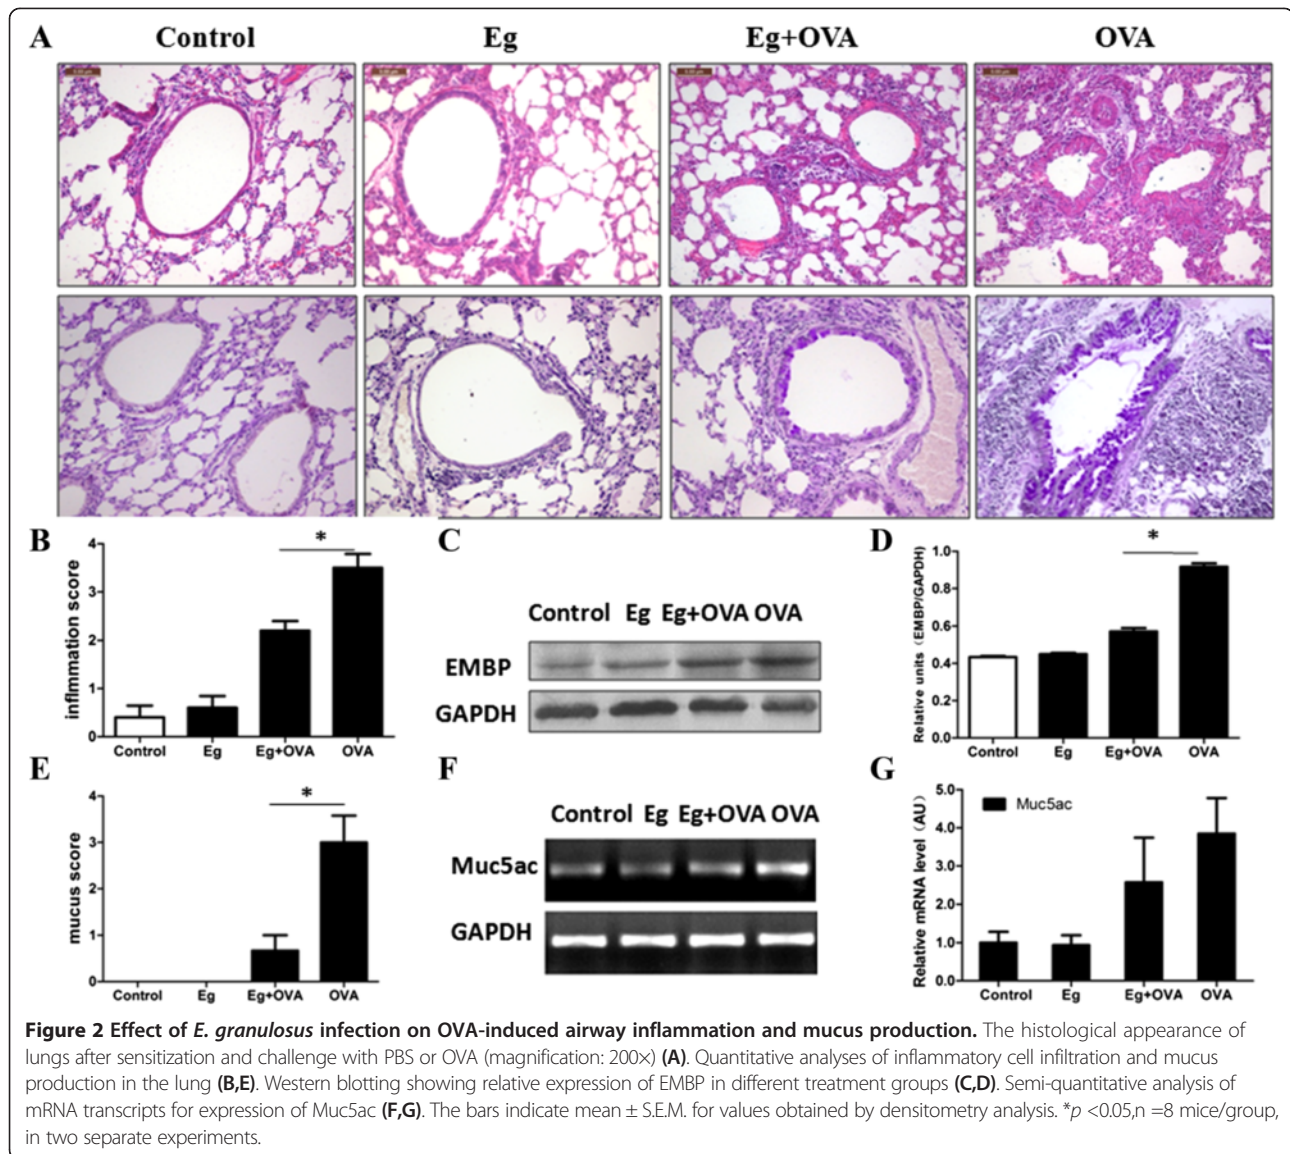 A Control Eg Eg+OVA OVA
B
inflmmation score
4
3
2
1
0
*
Control Eg Eg+OVA OVA
C
Control Eg Eg+OVA OVA
EMBP
GAPDH
D
Relative units (EMBP/GAPDH)
1.0
0.8
0.6
0.4
0.2
0.0
*
Control Eg Eg+OVA OVA
E
mucus score
4
3
2
1
0
*
Control Eg Eg+OVA OVA
F
Control Eg Eg+OVA OVA
Muc5ac
GAPDH
G
Relative mRNA level (AU)
5.0
4.0
3.0
2.0
1.0
0.0
Muc5ac
Control Eg Eg+OVA OVA
Figure 2 Effect of E. granulosus infection on OVA-induced airway inflammation and mucus production. The histological appearance of
lungs after sensitization and challenge with PBS or OVA (magnification: 200×) (A). Quantitative analyses of inflammatory cell infiltration and mucus
production in the lung (B,E). Western blotting showing relative expression of EMBP in different treatment groups (C,D). Semi-quantitative analysis of
mRNA transcripts for expression of Muc5ac (F,G). The bars indicate mean ± S.E.M. for values obtained by densitometry analysis. *p <0.05,n =8 mice/group,
in two separate experiments.